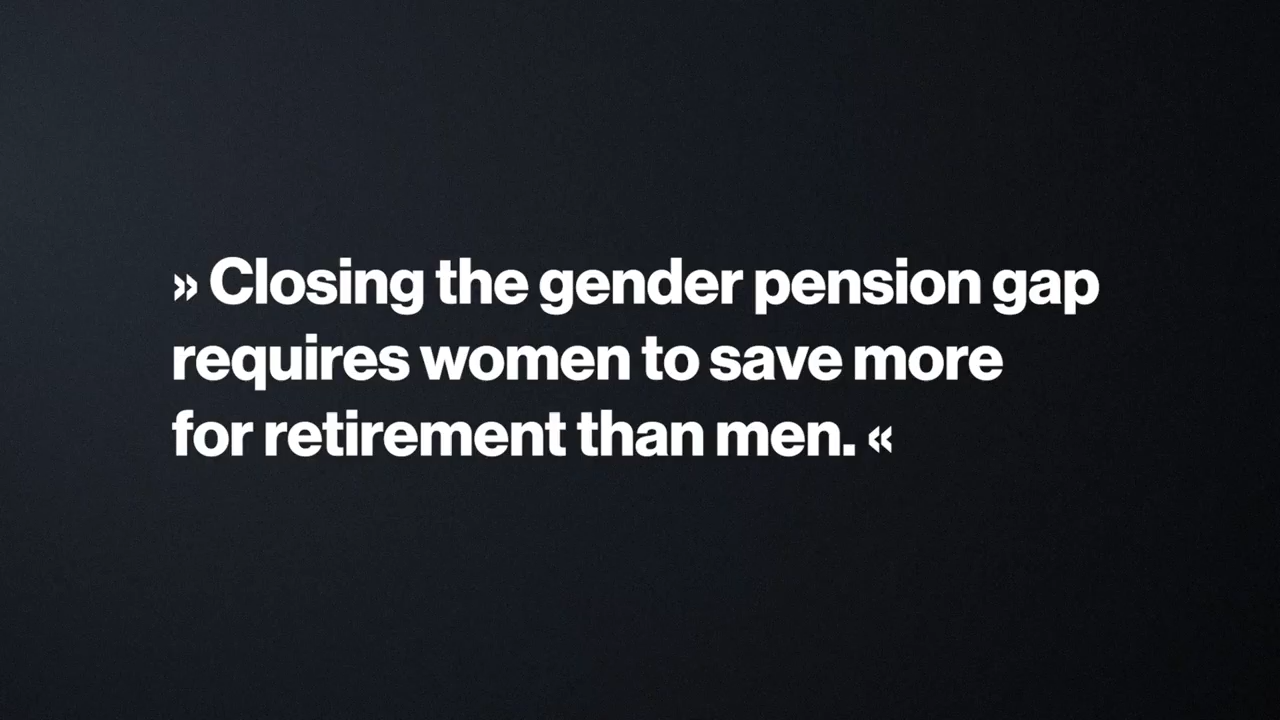 » Closing the gender pension gap
requires women to save more
for retirement than men. «